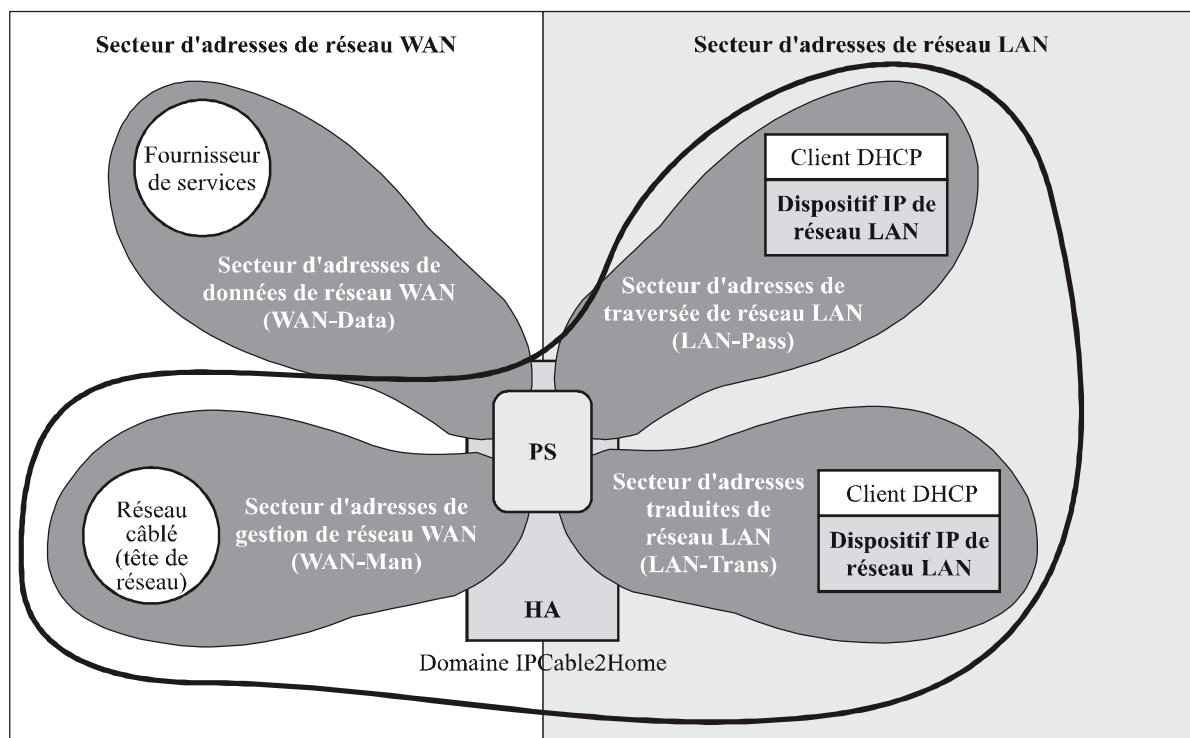 Secteur d'adresses de réseau WAN
Secteur d'adresses de réseau LAN
Fournisseur
de services
Client DHCP
Dispositif IP de
réseau LAN
Secteur d'adresses de
données de réseau WAN
(WAN-Data)
Secteur d'adresses de
traversée de réseau LAN
(LAN-Pass)
PS
Réseau
câblé
(tête de
réseau)
Secteur d'adresses de
gestion de réseau WAN
(WAN-Man)
Secteur d'adresses
traduites de
réseau LAN
(LAN-Trans)
Client DHCP
Dispositif IP de
réseau LAN
HA
Domaine IPCable2Home